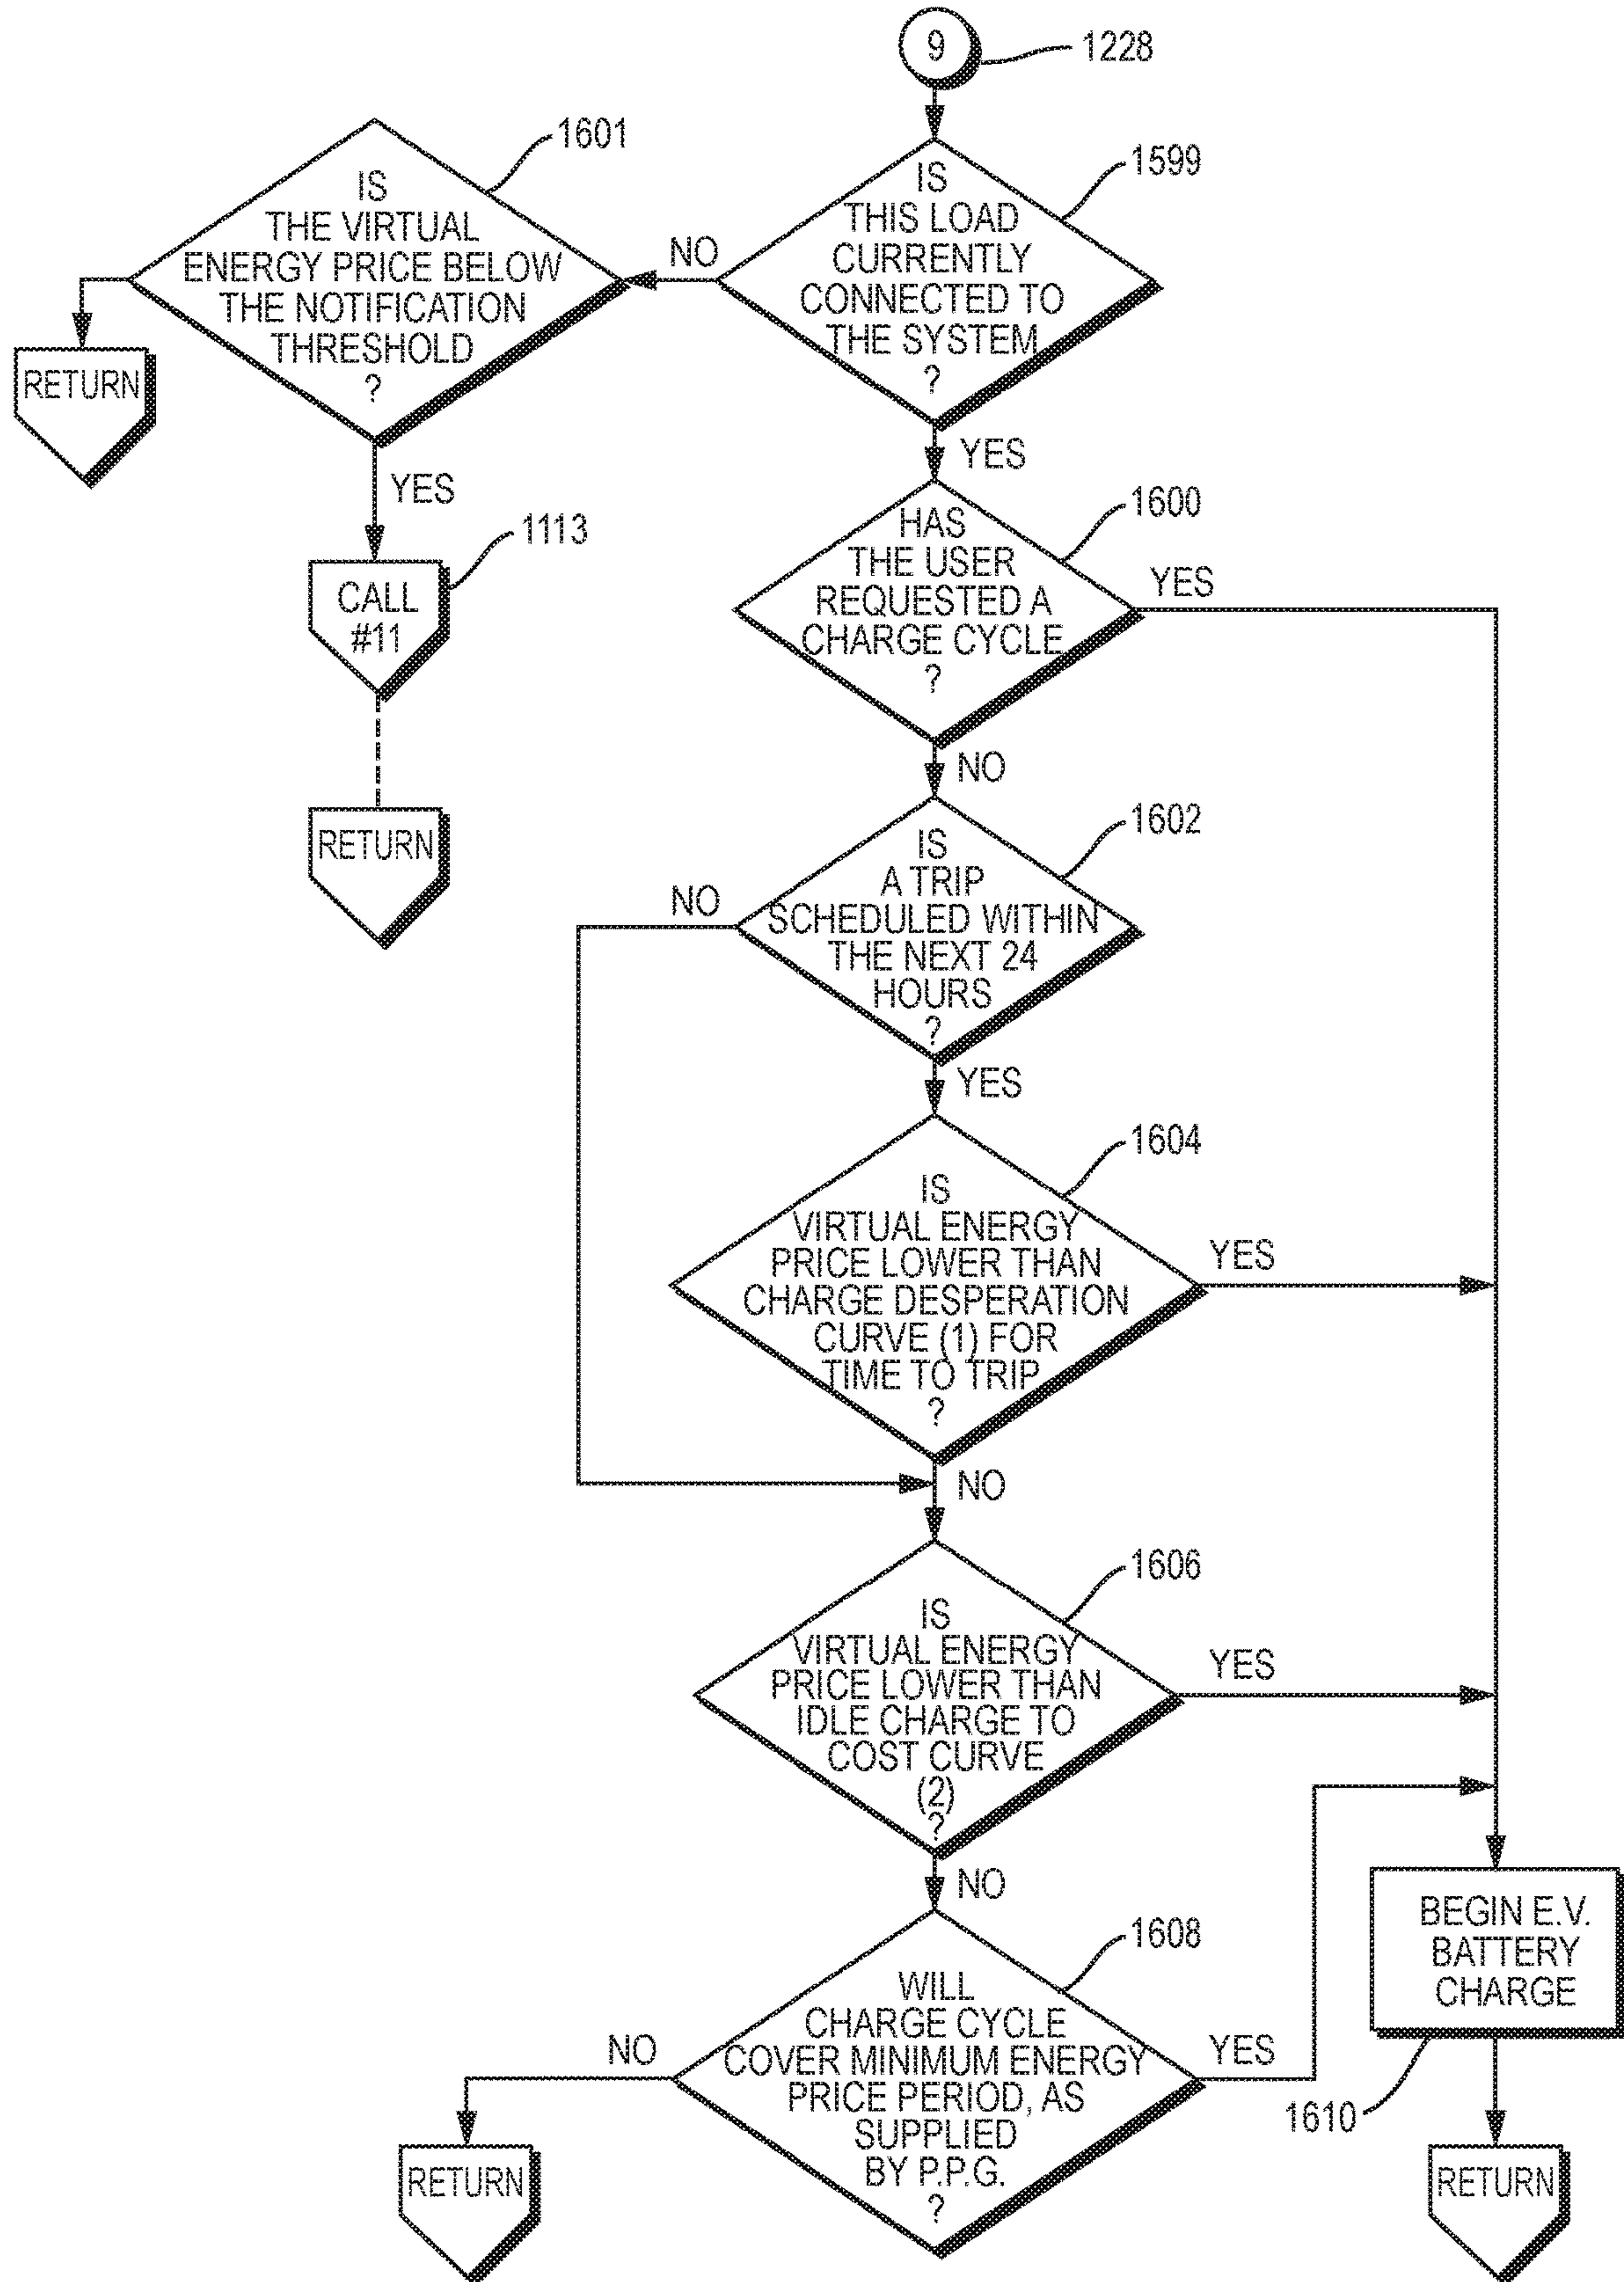 9
1228
1601
1599
IS
THE VIRTUAL
ENERGY PRICE BELOW
THE NOTIFICATION
THRESHOLD
?
NO
IS
THIS LOAD
CURRENTLY
CONNECTED TO
THE SYSTEM
?
RETURN
YES
YES
1113
CALL
#11
RETURN
1600
HAS
THE USER
REQUESTED A
CHARGE CYCLE
?
YES
NO
1602
IS
A TRIP
SCHEDULED WITHIN
THE NEXT 24
HOURS
?
NO
YES
1604
IS
VIRTUAL ENERGY
PRICE LOWER THAN
CHARGE DESPERATION
CURVE (1) FOR
TIME TO TRIP
?
YES
NO
1606
IS
VIRTUAL ENERGY
PRICE LOWER THAN
IDLE CHARGE TO
COST CURVE
(2)
?
YES
NO
1608
WILL
CHARGE CYCLE
COVER MINIMUM ENERGY
PRICE PERIOD, AS
SUPPLIED
BY P.P.G.
?
NO
YES
BEGIN E.V.
BATTERY
CHARGE
1610
RETURN
RETURN